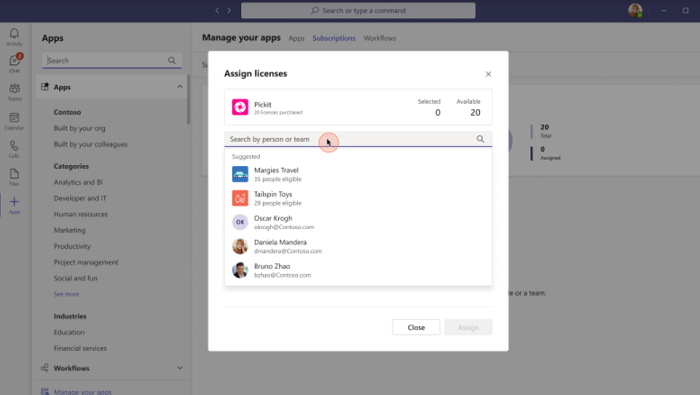 Search or type a command
Activity
Chat
Teams
Calendar
Calls
Files
Apps
Apps
Search
Apps
Contoso
Built by your org
Built by your colleagues
Categories
Analytics and BI
Developer and IT
Human resources
Marketing
Productivity
Project management
Social and fun
See more
Industries
Education
Financial services
Workflows
Manage your apps
Manage your apps Apps Subscriptions Workflows
Su
Assign licenses
Pickit
20 licenses purchased
Selected
0
Available
20
Search by person or team
Suggested
Margies Travel
35 people eligible
Tailspin Toys
29 people eligible
OK
Oscar Krogh
okrogh@Contoso.com
Daniela Mandera
dmandera@Contoso.com
Bruno Zhao
bzhao@Contoso.com
Close
Assign
20
Total
0
Assigned
le or a team.